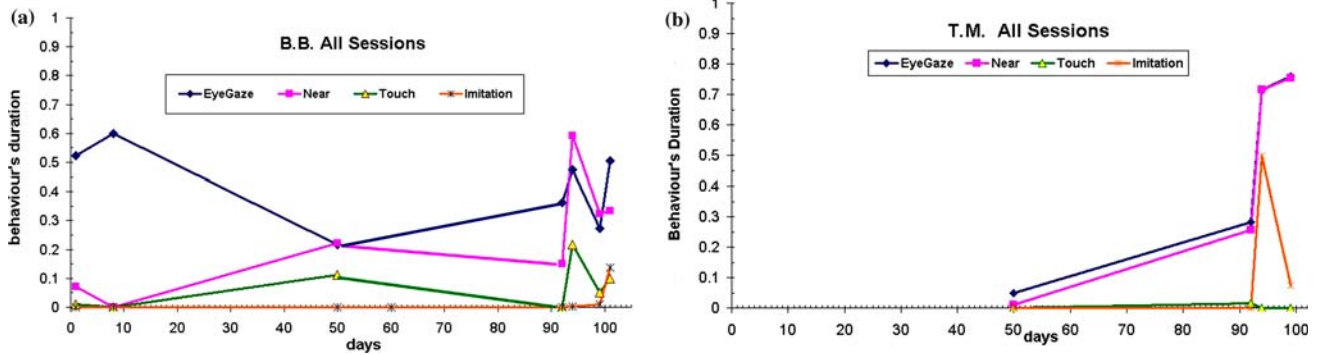 (a)
B.B. All Sessions
EyeGaze Near Touch Imitation
behaviour's duration
1
0.9
0.8
0.7
0.6
0.5
0.4
0.3
0.2
0.1
0
0 10 20 30 40 50 60 70 80 90 100
days
(b)
T.M. All Sessions
EyeGaze Near Touch Imitation
Behaviour's Duration
1
0.9
0.8
0.7
0.6
0.5
0.4
0.3
0.2
0.1
0
0 10 20 30 40 50 60 70 80 90 100
days